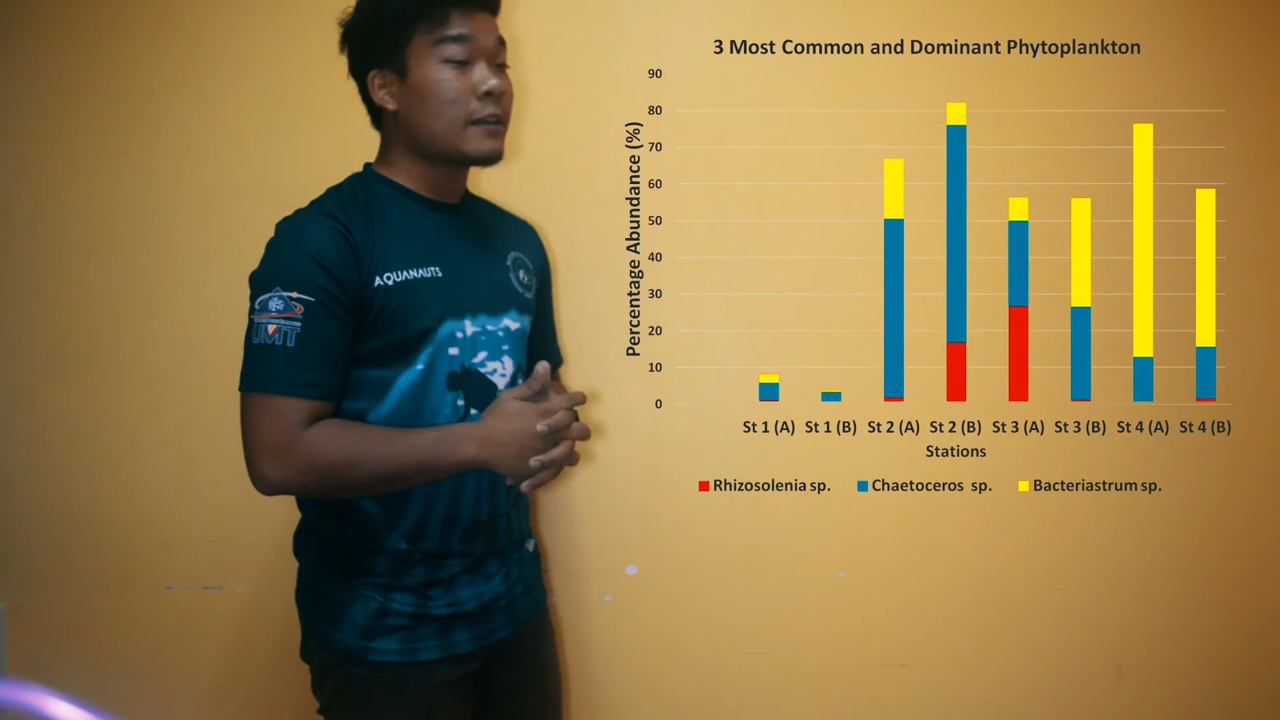 3 Most Common and Dominant Phytoplankton
Percentage Abundance (%)
90
80
70
60
50
40
30
20
10
0
St 1 (A) St 1 (B) St 2 (A) St 2 (B) St 3 (A) St 3 (B) St 4 (A) St 4 (B)
Stations
Rhizosolenia sp. Chaetoceros sp. Bacteriastrum sp.
AQUANAUTS
UMT